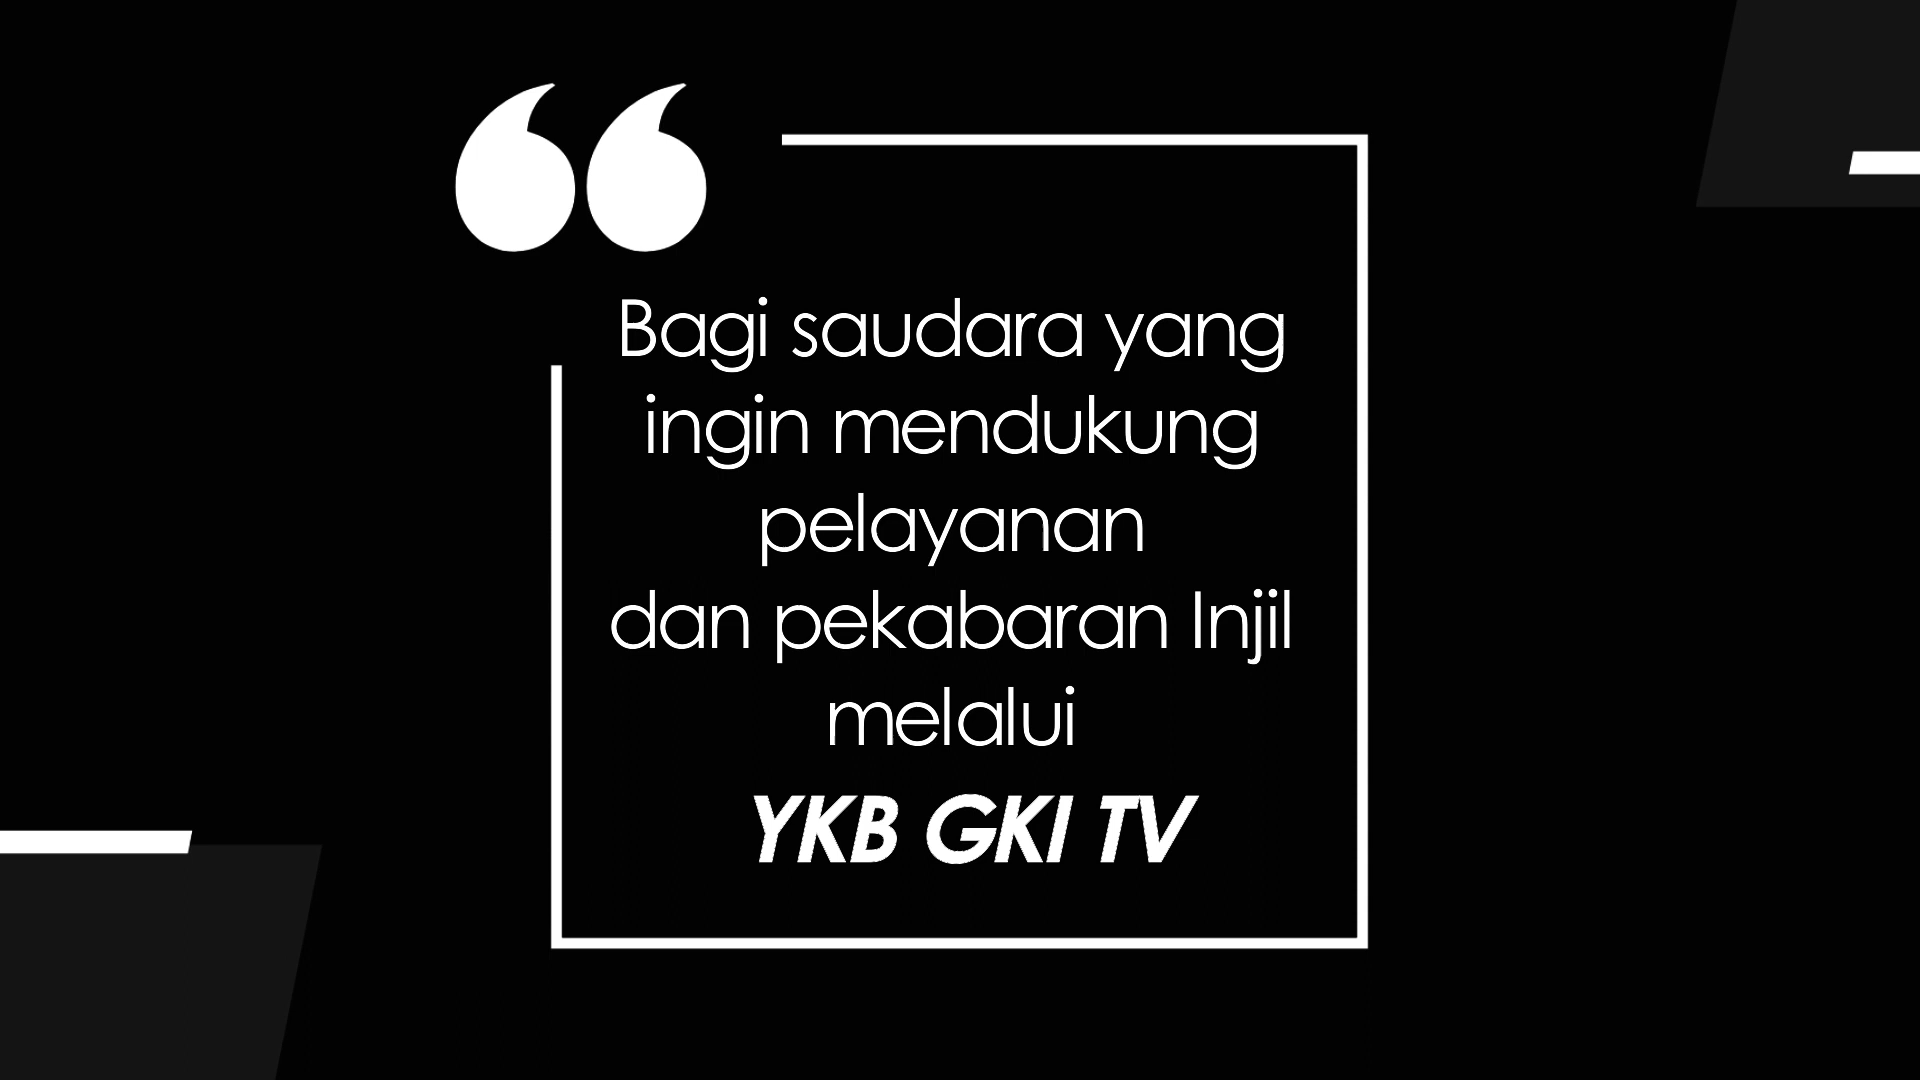 Bagi saudara yang
ingin mendukung
pelayanan
dan pekabaran Injil
melalui
YKB GKI TV